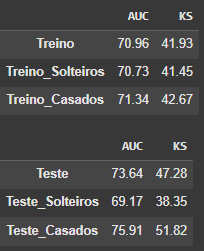 AUC KS
Treino 70.96 41.93
Treino_Solteiros 70.73 41.45
Treino_Casados 71.34 42.67
AUC KS
Teste 73.64 47.28
Teste_Solteiros 69.17 38.35
Teste_Casados 75.91 51.82